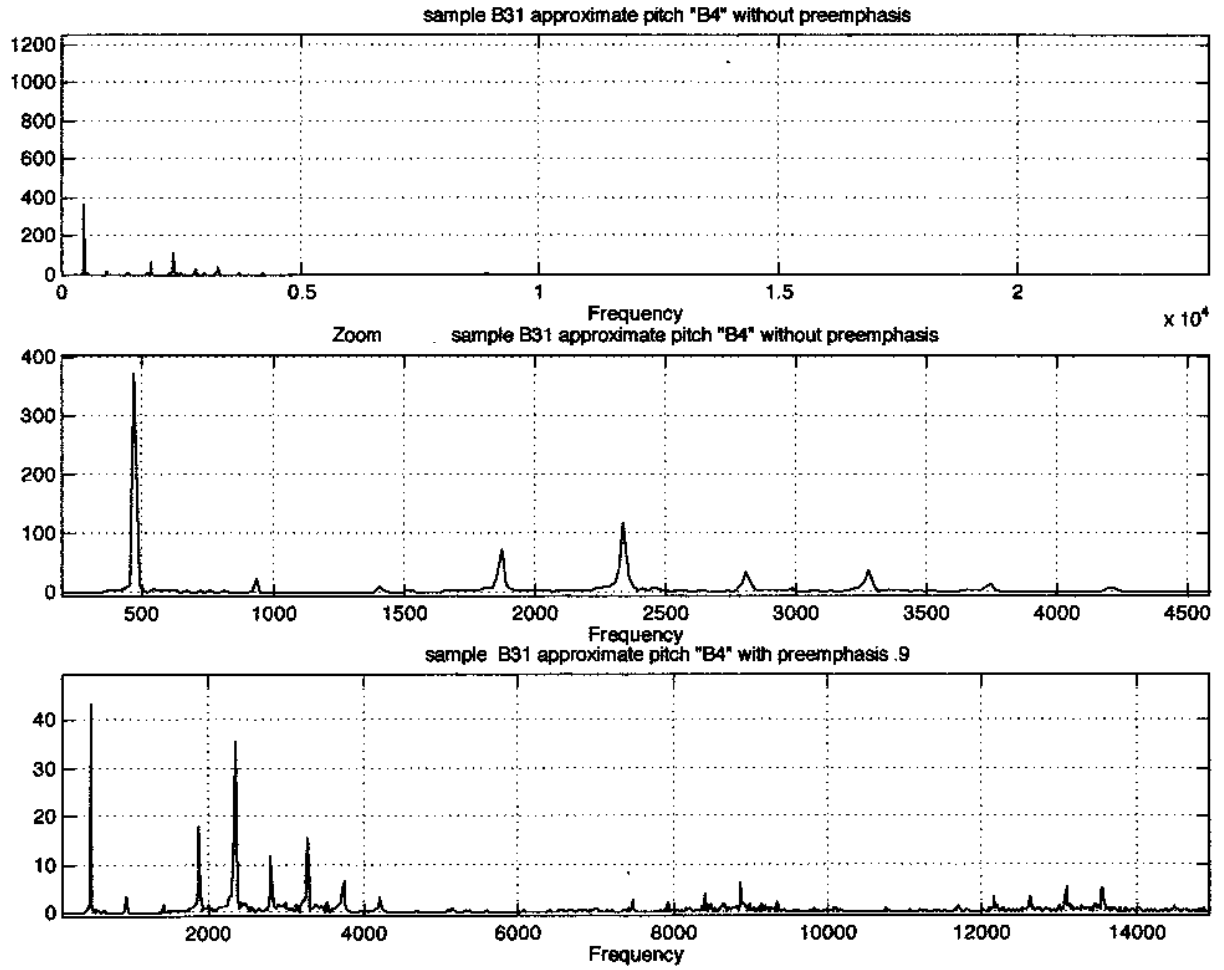 sample B31 approximate pitch "B4" without preemphasis
1200
1000
800
600
400
200
0
0 0.5 1 1.5 2
Frequency
x 10^4
Zoom sample B31 approximate pitch "B4" without preemphasis
400
300
200
100
0
500 1000 1500 2000 2500 3000 3500 4000 4500
Frequency
sample B31 approximate pitch "B4" with preemphasis .9
40
30
20
10
0
2000 4000 6000 8000 10000 12000 14000
Frequency